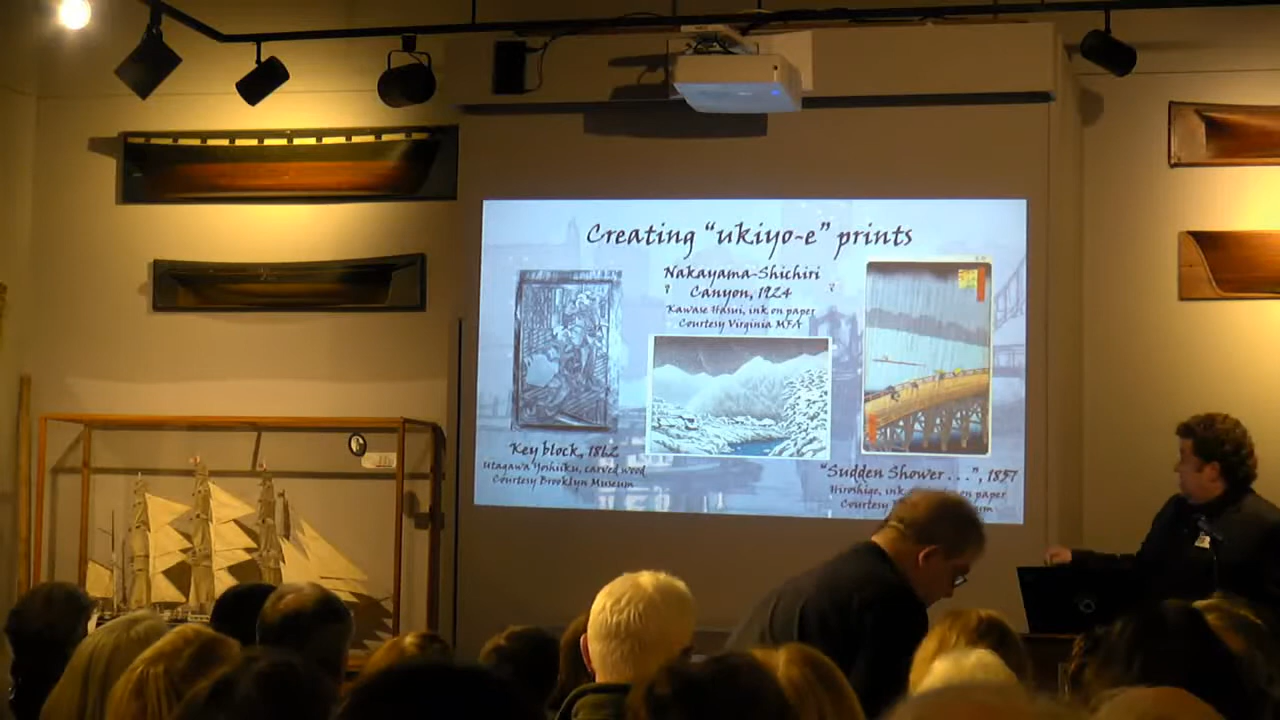 Creating "ukiyo-e" prints
Nakayama-Shichiri
Canyon, 1924
Kawase Hasui, ink on paper
Courtesy Virginia MFA
Key block, 1862
Utagawa Yoshiiku, carved wood
Courtesy Brooklyn Museum
"Sudden Shower . . .", 1857
Hiroshige, ink on paper
Courtesy